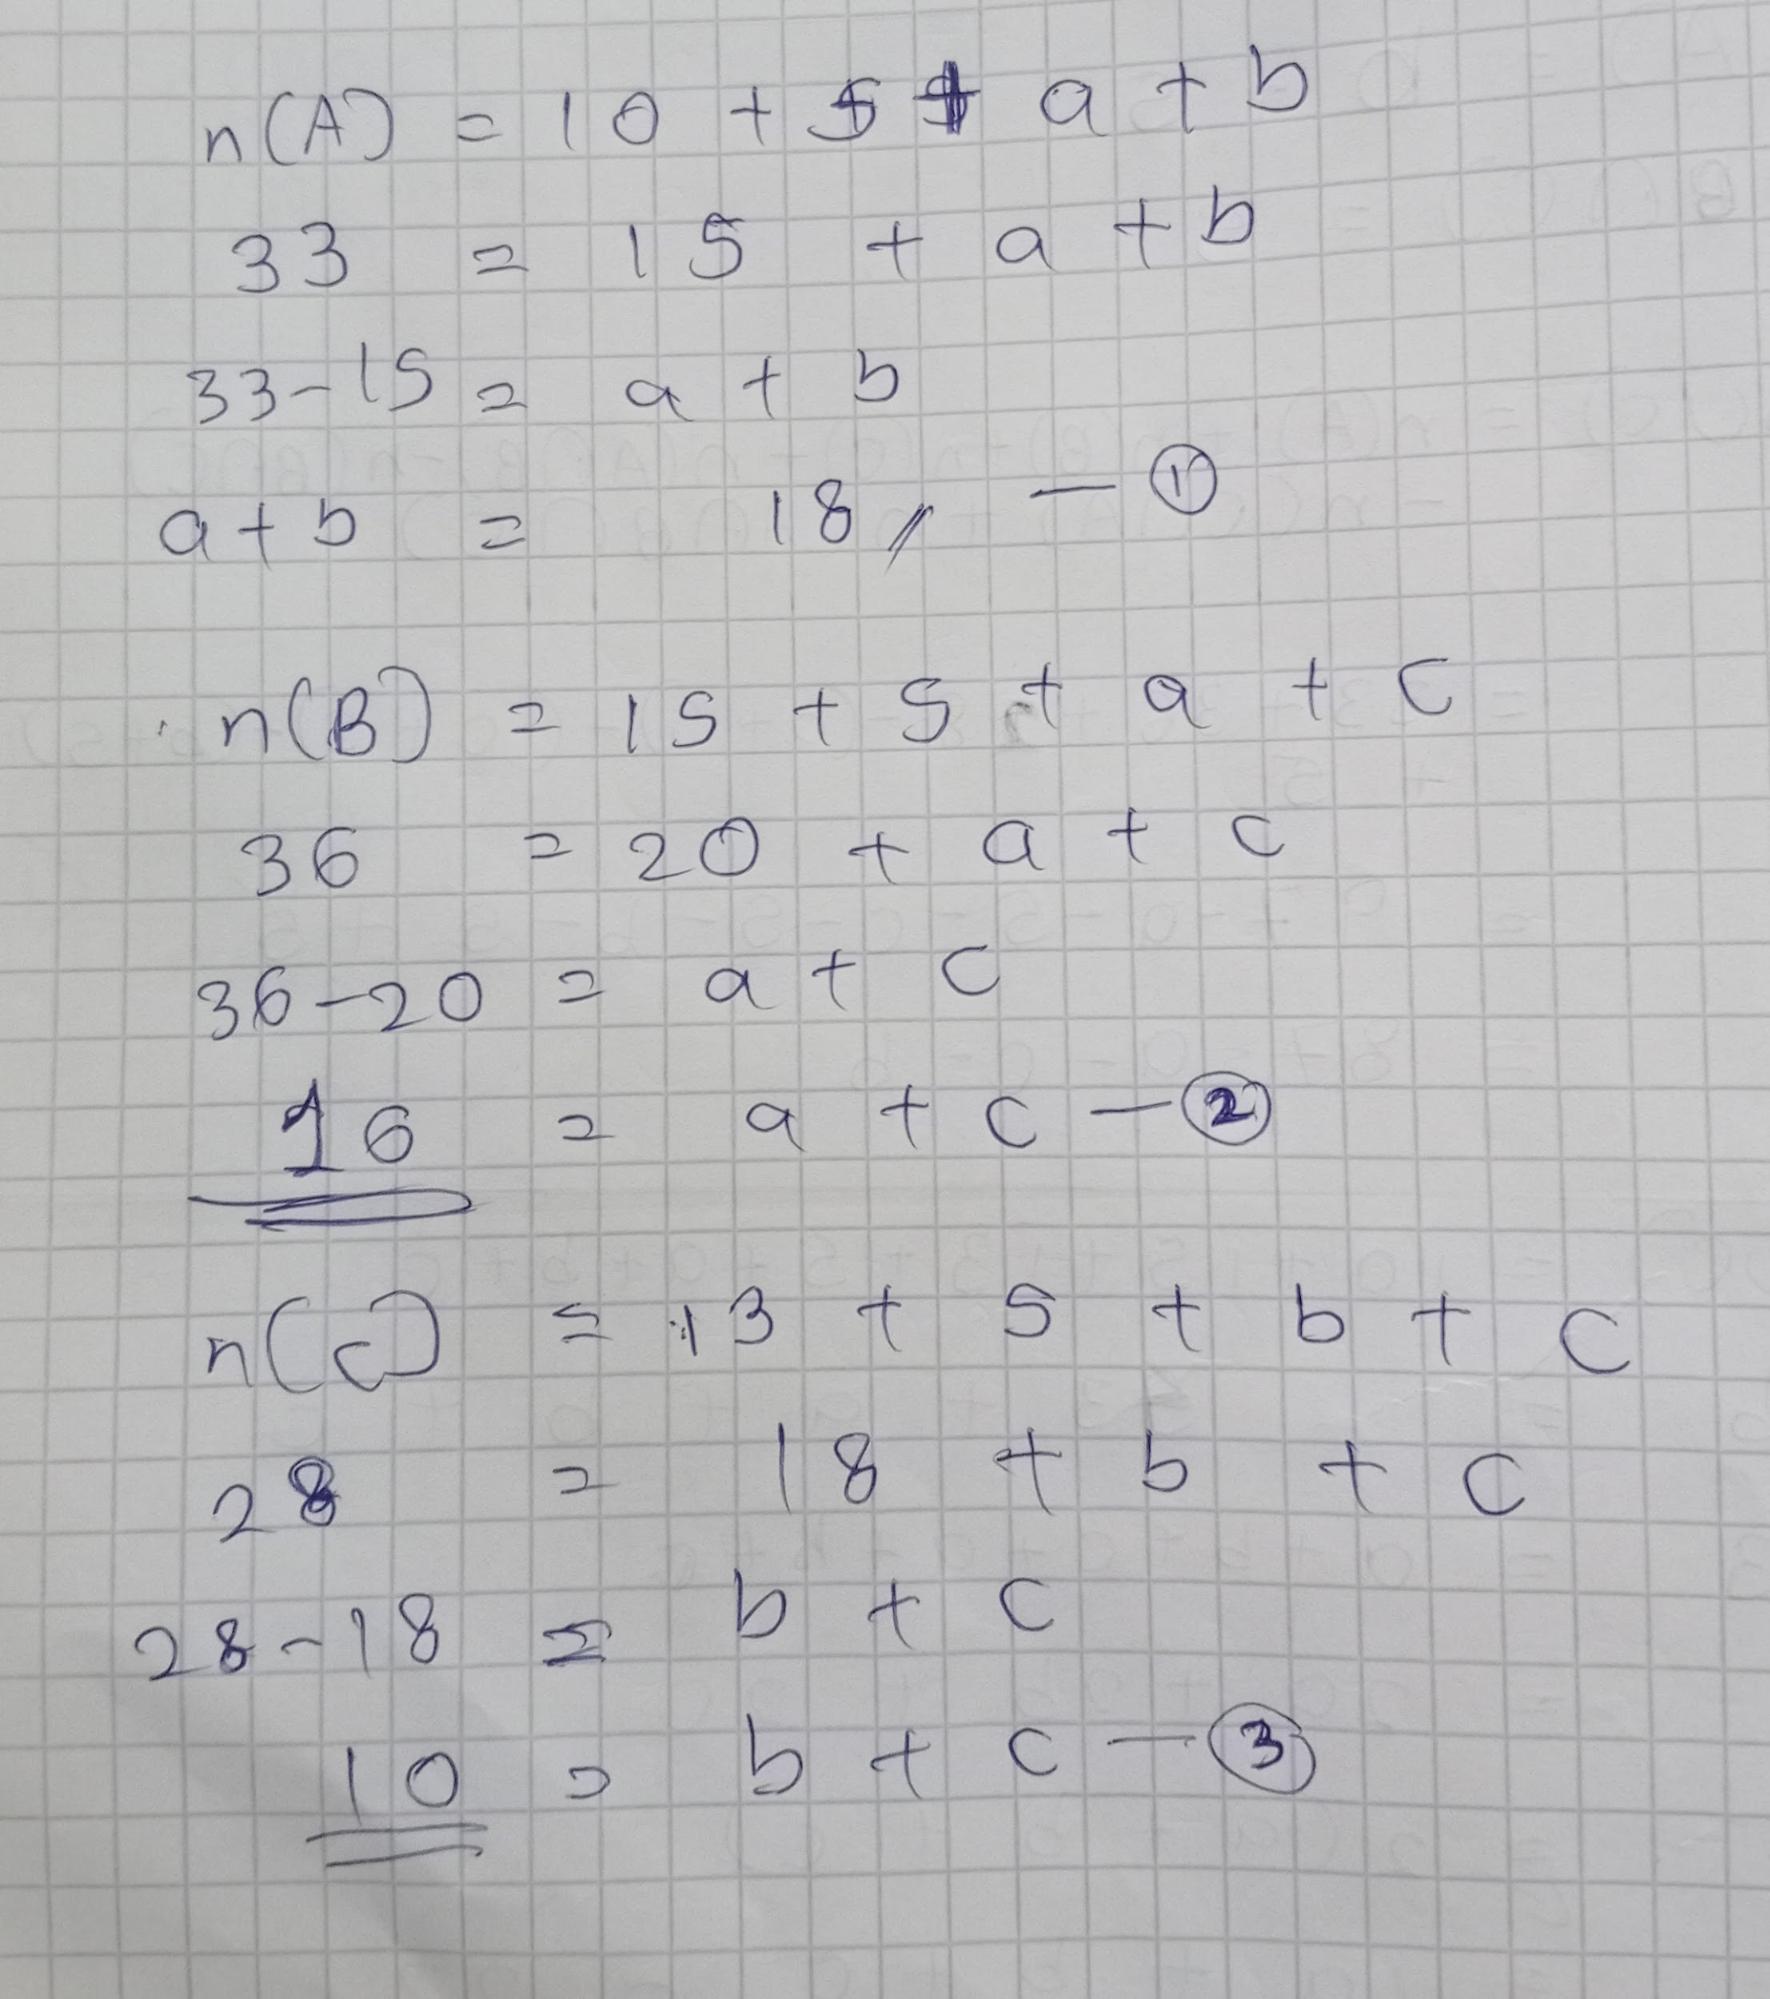 n(A) = 10 + 5 + a + b
33 = 15 + a + b
33-15 = a + b
a + b = 18 // — ①
n(B) = 15 + 5 + a + c
36 = 20 + a + c
36-20 = a + c
16 = a + c — ②
n(C) = 13 + 5 + b + c
28 = 18 + b + c
28-18 = b + c
10 = b + c — ③